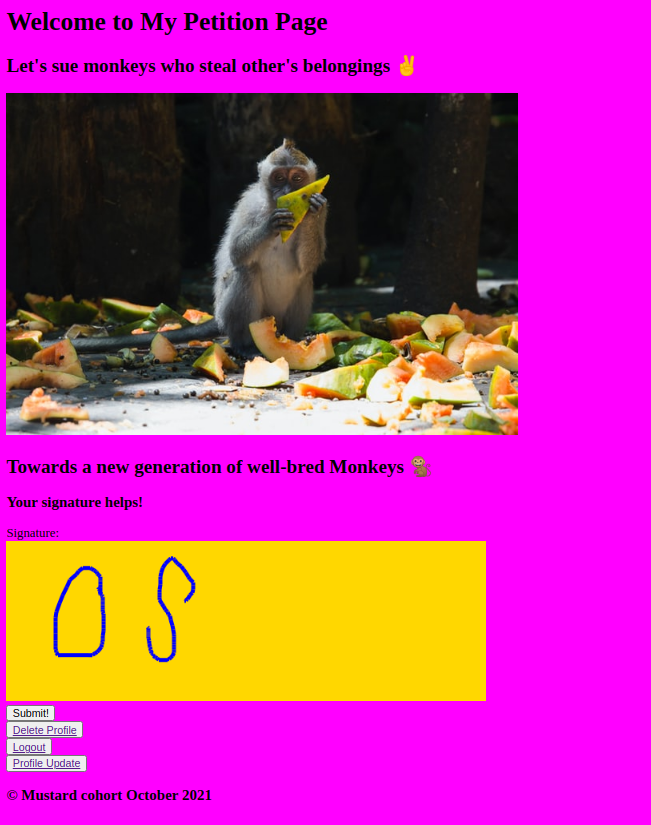 Welcome to My Petition Page
Let's sue monkeys who steal other's belongings ✌
Towards a new generation of well-bred Monkeys 🐒
Your signature helps!
Signature:
O S
Submit!
Delete Profile
Logout
Profile Update
© Mustard cohort October 2021